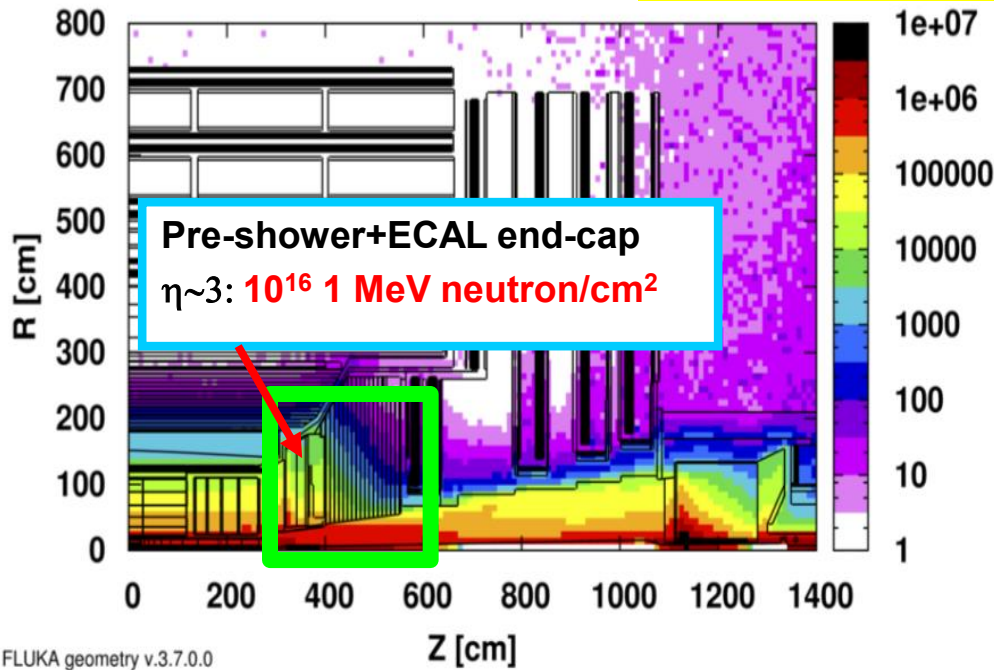 800
700
600
500
400
300
200
100
0
R [cm]
Pre-shower+ECAL end-cap
η~3: 10¹⁶ 1 MeV neutron/cm²
0 200 400 600 800 1000 1200 1400
Z [cm]
1e+07
1e+06
100000
10000
1000
100
10
1
FLUKA geometry v.3.7.0.0